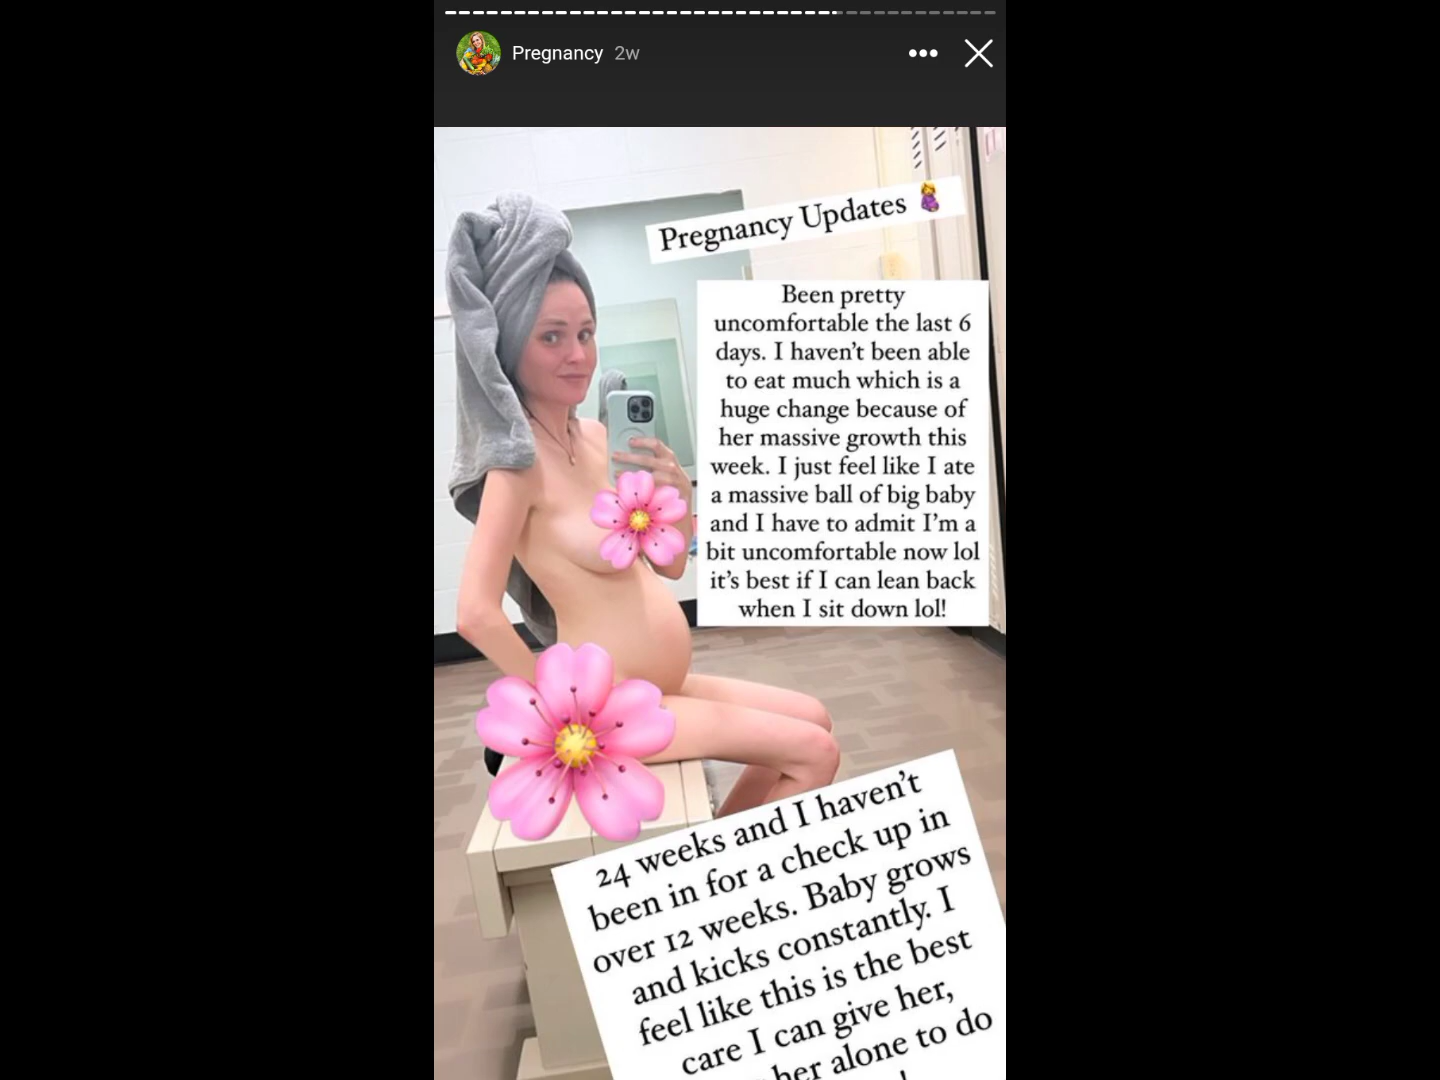 Pregnancy 2w
Pregnancy Updates 🤰
Been pretty
uncomfortable the last 6
days. I haven’t been able
to eat much which is a
huge change because of
her massive growth this
week. I just feel like I ate
a massive ball of big baby
and I have to admit I’m a
bit uncomfortable now lol
it’s best if I can lean back
when I sit down lol!
24 weeks and I haven’t
been in for a check up in
over 12 weeks. Baby grows
and kicks constantly. I
feel like this is the best
care I can give her,
her alone to do